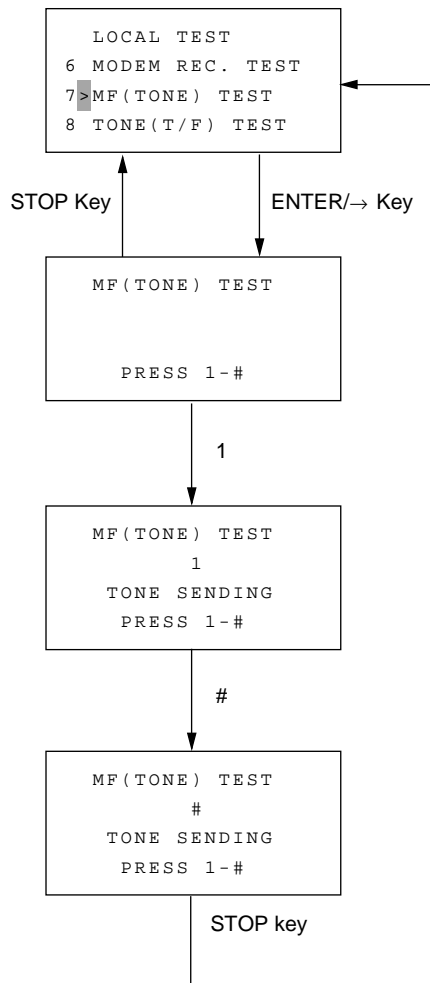 LOCAL TEST
6 MODEM REC. TEST
7>MF(TONE) TEST
8 TONE(T/F) TEST
STOP Key
ENTER/→ Key
MF(TONE) TEST
PRESS 1-#
1
MF(TONE) TEST
1
TONE SENDING
PRESS 1-#
#
MF(TONE) TEST
#
TONE SENDING
PRESS 1-#
STOP key